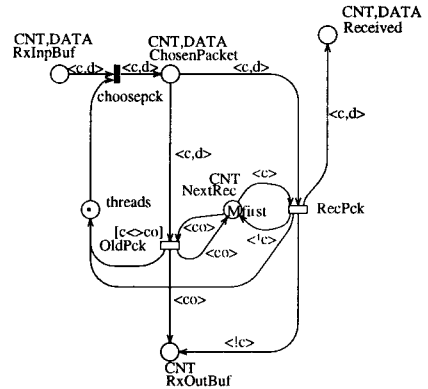 CNT,DATA
Received
CNT,DATA
RxInpBuf
CNT,DATA
ChosenPacket
<c,d>
<c,d>
<c,d>
choosepck
<c,d>
<c,d>
CNT
NextRec
<c>
threads
Mfirst
RecPck
[c<>co]
OldPck
<co>
<!c>
<co>
<co>
<!c>
CNT
RxOutBuf